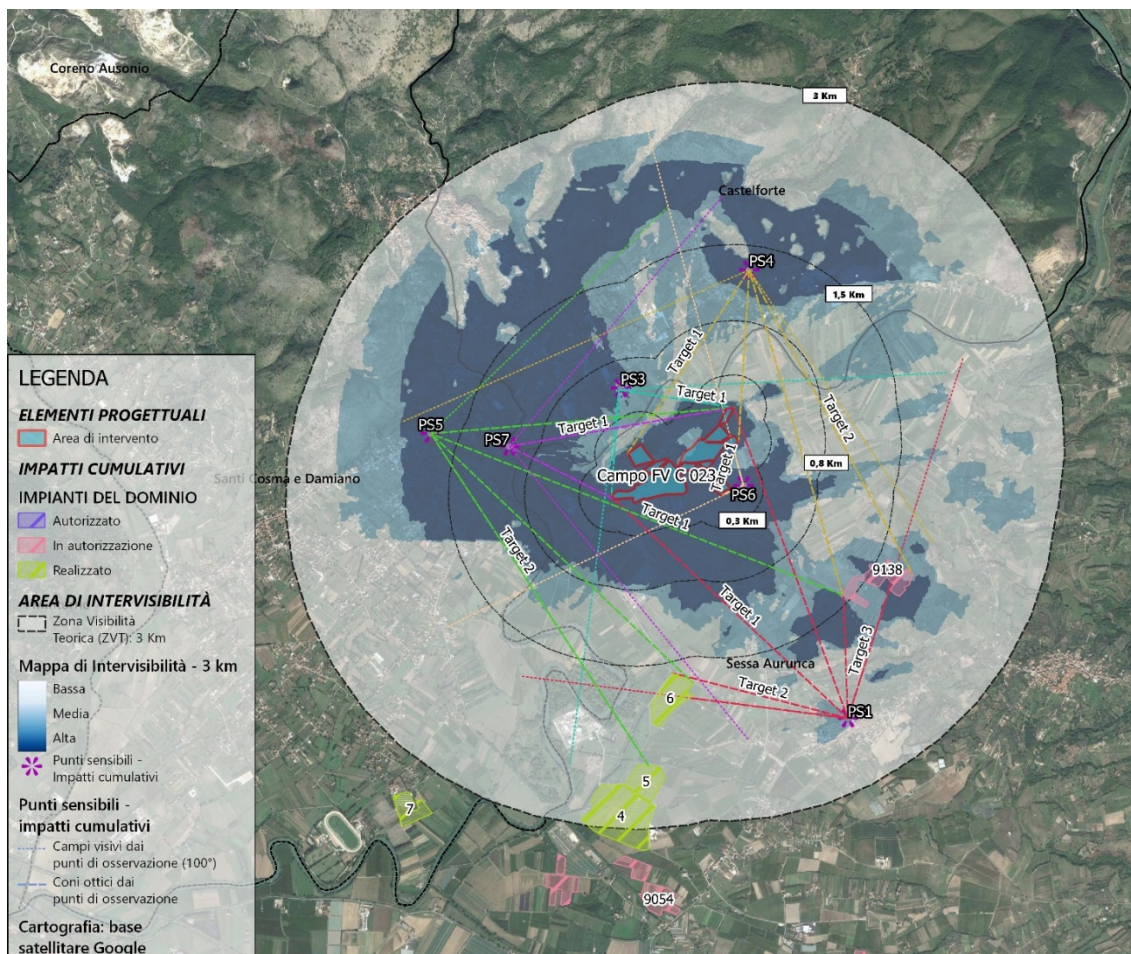 Coreno Ausonio
3 Km
Castelforte
PS4
1,5 Km
Target 1
PS3
Target 1
Target 2
PS5
PS7
Target 1
Target 1
0,8 Km
Santi Cosma e Damiano
Campo FV C 023
PS6
Target 1
0,3 Km
Target 2
9138
Target 1
Target 3
Sessa Aurunca
Target 2
6
PS1
5
7
4
9054
LEGENDA
ELEMENTI PROGETTUALI
Area di intervento
IMPATTI CUMULATIVI
IMPIANTI DEL DOMINIO
Autorizzato
In autorizzazione
Realizzato
AREA DI INTERVISIBILITÀ
Zona Visibilità
Teorica (ZVT): 3 Km
Mappa di Intervisibilità - 3 km
Bassa
Media
Alta
Punti sensibili -
Impatti cumulativi
Punti sensibili -
impatti cumulativi
Campi visivi dai
punti di osservazione (100°)
Coni ottici dai
punti di osservazione
Cartografia: base
satellitare Google